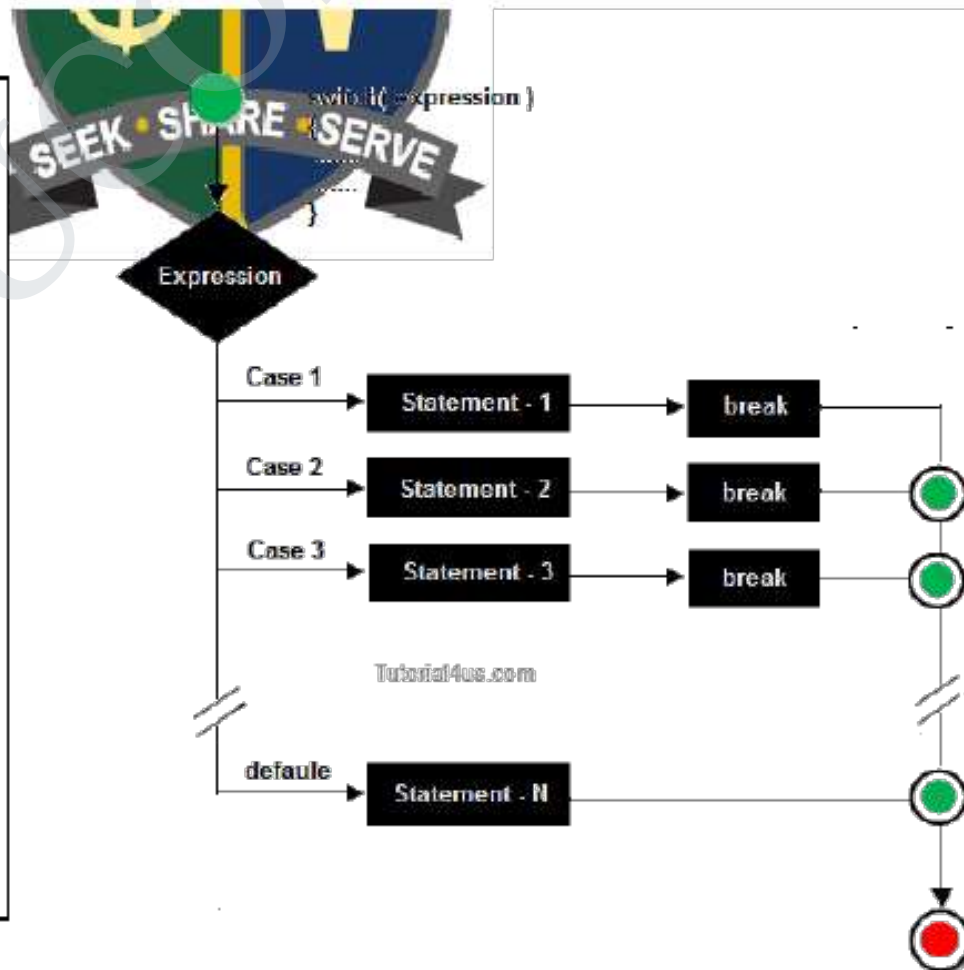 switch( expression )
{
SEEK • SHARE • SERVE
........
........
}
Expression
Case 1
Statement - 1
break
Case 2
Statement - 2
break
Case 3
Statement - 3
break
Tutorial4us.com
defaule
Statement - N